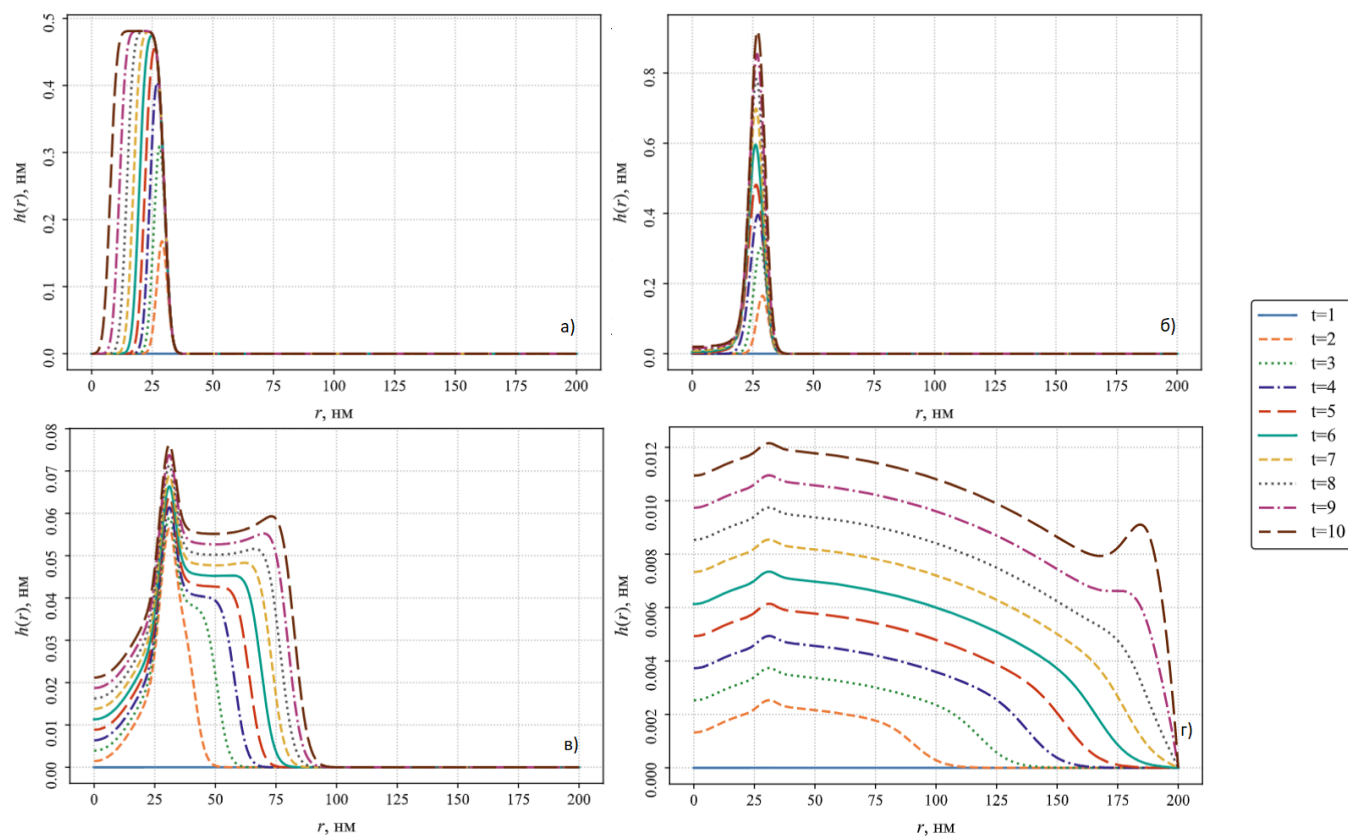 0.5
0.4
0.3
0.2
0.1
0.0
h(r), нм
0 25 50 75 100 125 150 175 200
r, нм
а)
0.8
0.6
0.4
0.2
0.0
h(r), нм
0 25 50 75 100 125 150 175 200
r, нм
б)
0.08
0.07
0.06
0.05
0.04
0.03
0.02
0.01
0.00
h(r), нм
0 25 50 75 100 125 150 175 200
r, нм
в)
0.012
0.010
0.008
0.006
0.004
0.002
0.000
h(r), нм
0 25 50 75 100 125 150 175 200
r, нм
г)
t=1
t=2
t=3
t=4
t=5
t=6
t=7
t=8
t=9
t=10